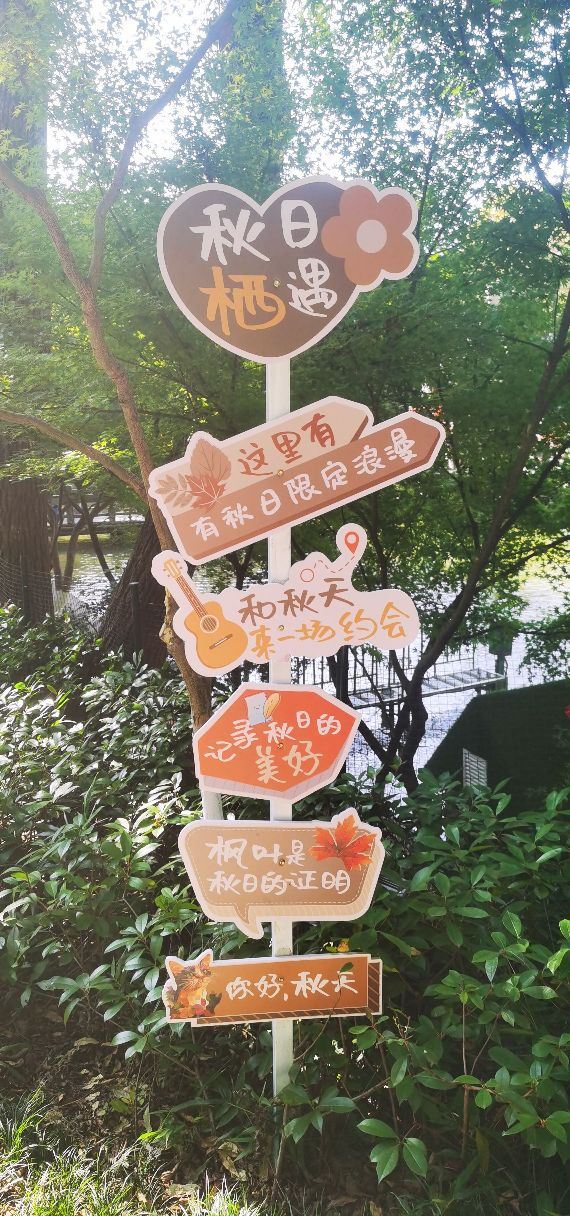 秋日
栖遇
这里有
有秋日限定浪漫
和秋天
来一场约会
记录秋日的
美好
枫叶是
秋日的证明
你好,秋天